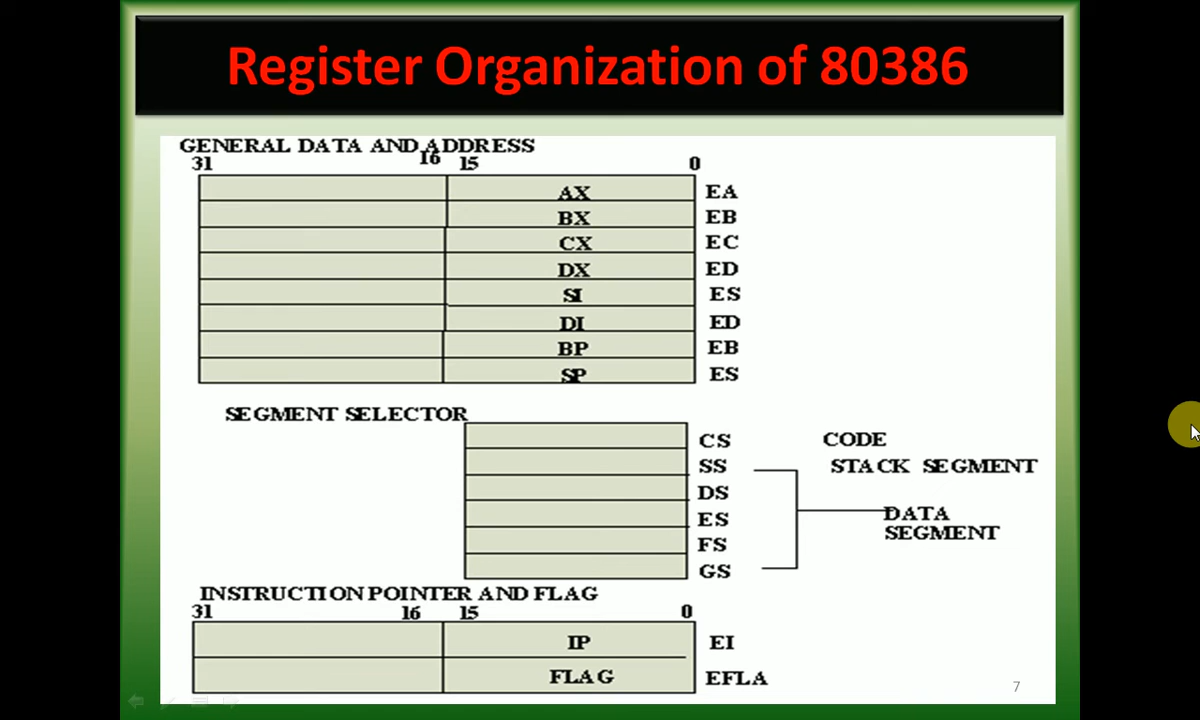 Register Organization of 80386
GENERAL DATA AND ADDRESS
31 16 15 0
AX EA
BX EB
CX EC
DX ED
SI ES
DI ED
BP EB
SP ES
SEGMENT SELECTOR
CS CODE
SS STACK SEGMENT
DS
ES DATA
FS SEGMENT
GS
INSTRUCTION POINTER AND FLAG
31 16 15 0
IP EI
FLAG EFLA
7